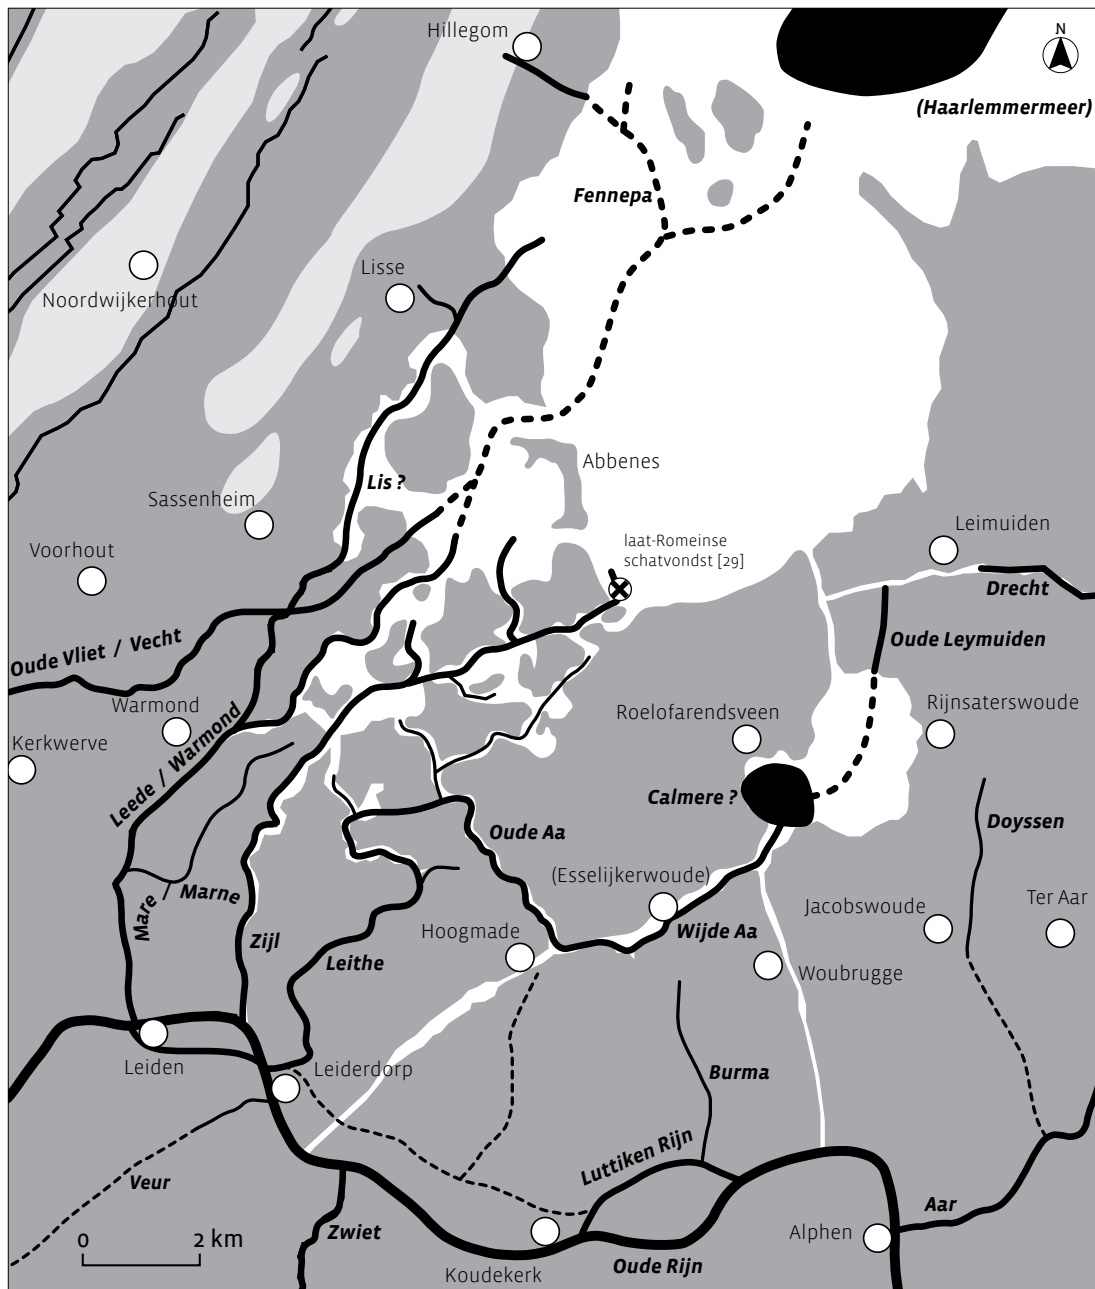 Hillegom
N
(Haarlemmermeer)
Fennepa
Lisse
Noordwijkerhout
Abbenes
Lis ?
Sassenheim
Leimuiden
laat-Romeinse
schatvondst [29]
Voorhout
Drecht
Oude Vliet / Vecht
Oude Leymuiden
Warmond
Roelofarendsveen
Rijnsaterswoude
Kerkwerve
Leede / Warmond
Calmere ?
Oude Aa
Doyssen
(Esselijkerwoude)
Mare / Marne
Jacobswoude
Ter Aar
Zijl
Hoogmade
Wijde Aa
Leithe
Woubrugge
Leiden
Leiderdorp
Burma
Luttiken Rijn
Veur
Aar
Zwiet
Alphen
0 2 km
Oude Rijn
Koudekerk